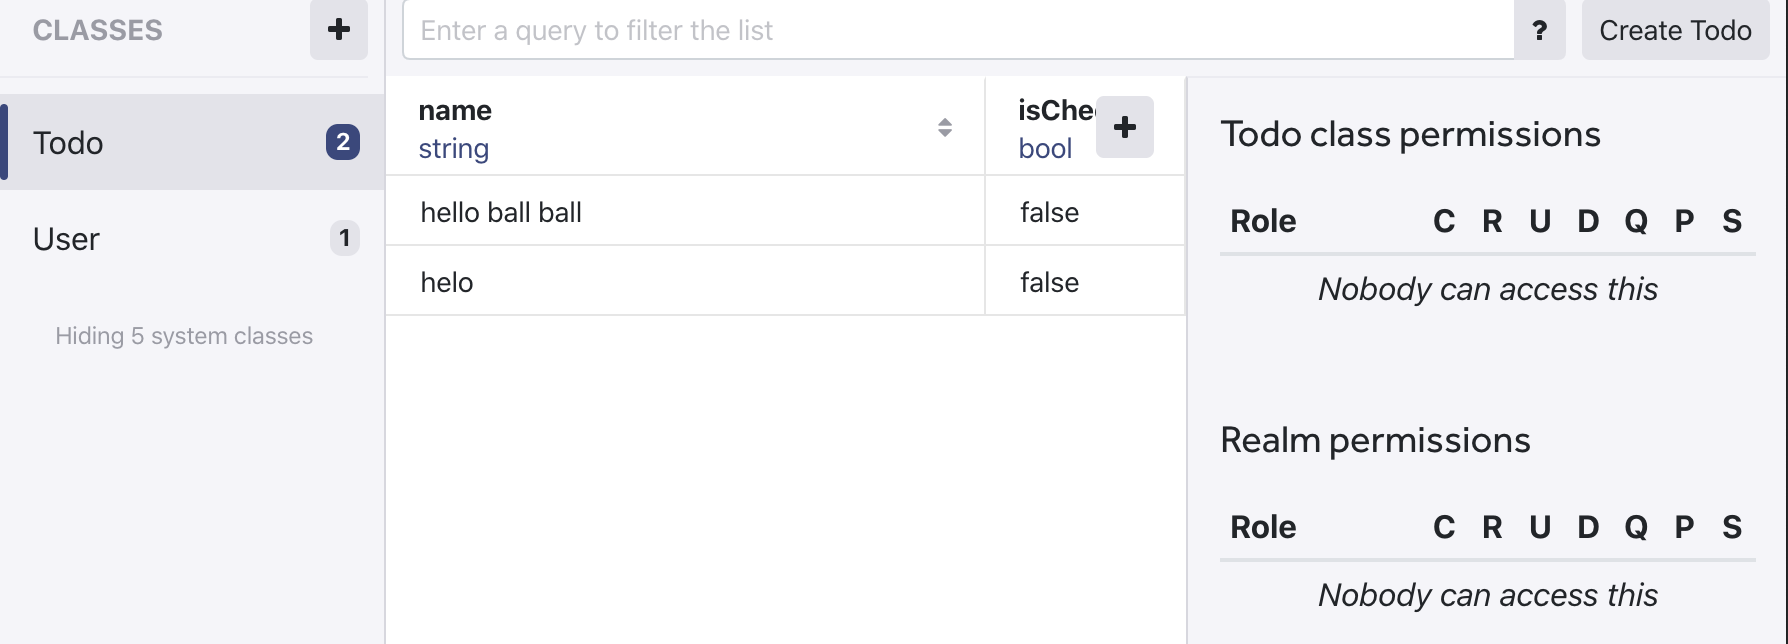 CLASSES
Enter a query to filter the list
?
Create Todo
Todo
2
User
1
Hiding 5 system classes
name
string
isChe
bool
hello ball ball
false
helo
false
Todo class permissions
Role C R U D Q P S
Nobody can access this
Realm permissions
Role C R U D Q P S
Nobody can access this